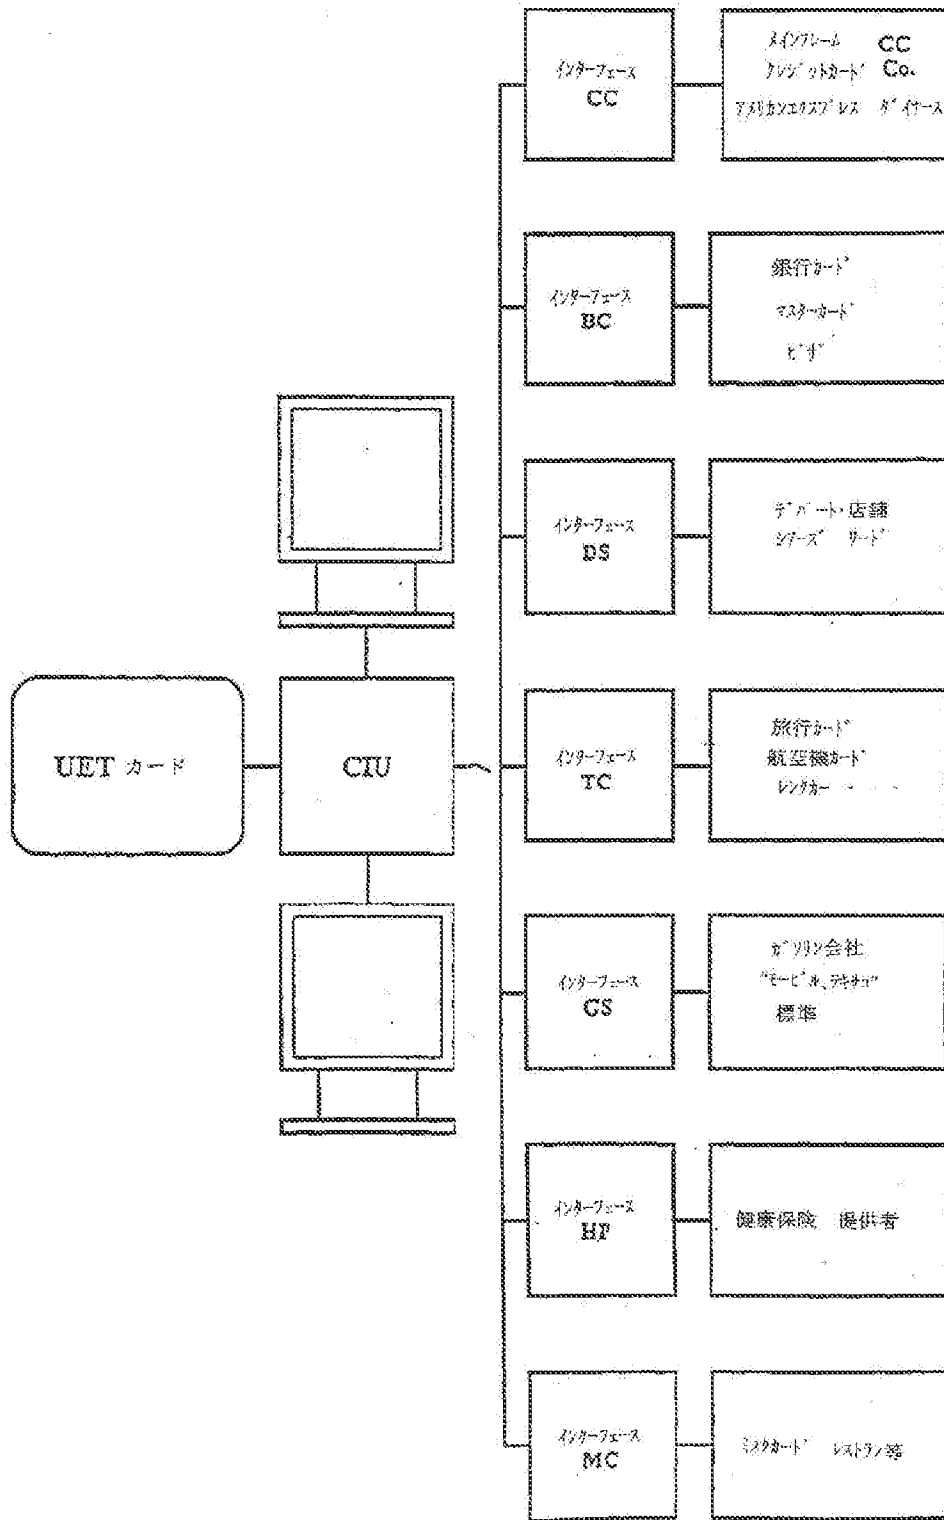 インターフェース
CC
メインフレーム CC
クレジットカード Co.
アメリカンエクスプレス ダイナース
インターフェース
BC
銀行カード
マスターカード
ビザ
インターフェース
DS
デパート・店舗
シアーズ ワード
UET カード
CIU
インターフェース
TC
旅行カード
航空機カード
レンタカー
インターフェース
GS
ガソリン会社
"モービル、テキサコ"
標準
インターフェース
HP
健康保険 提供者
インターフェース
MC
ミスクカード レストラン等